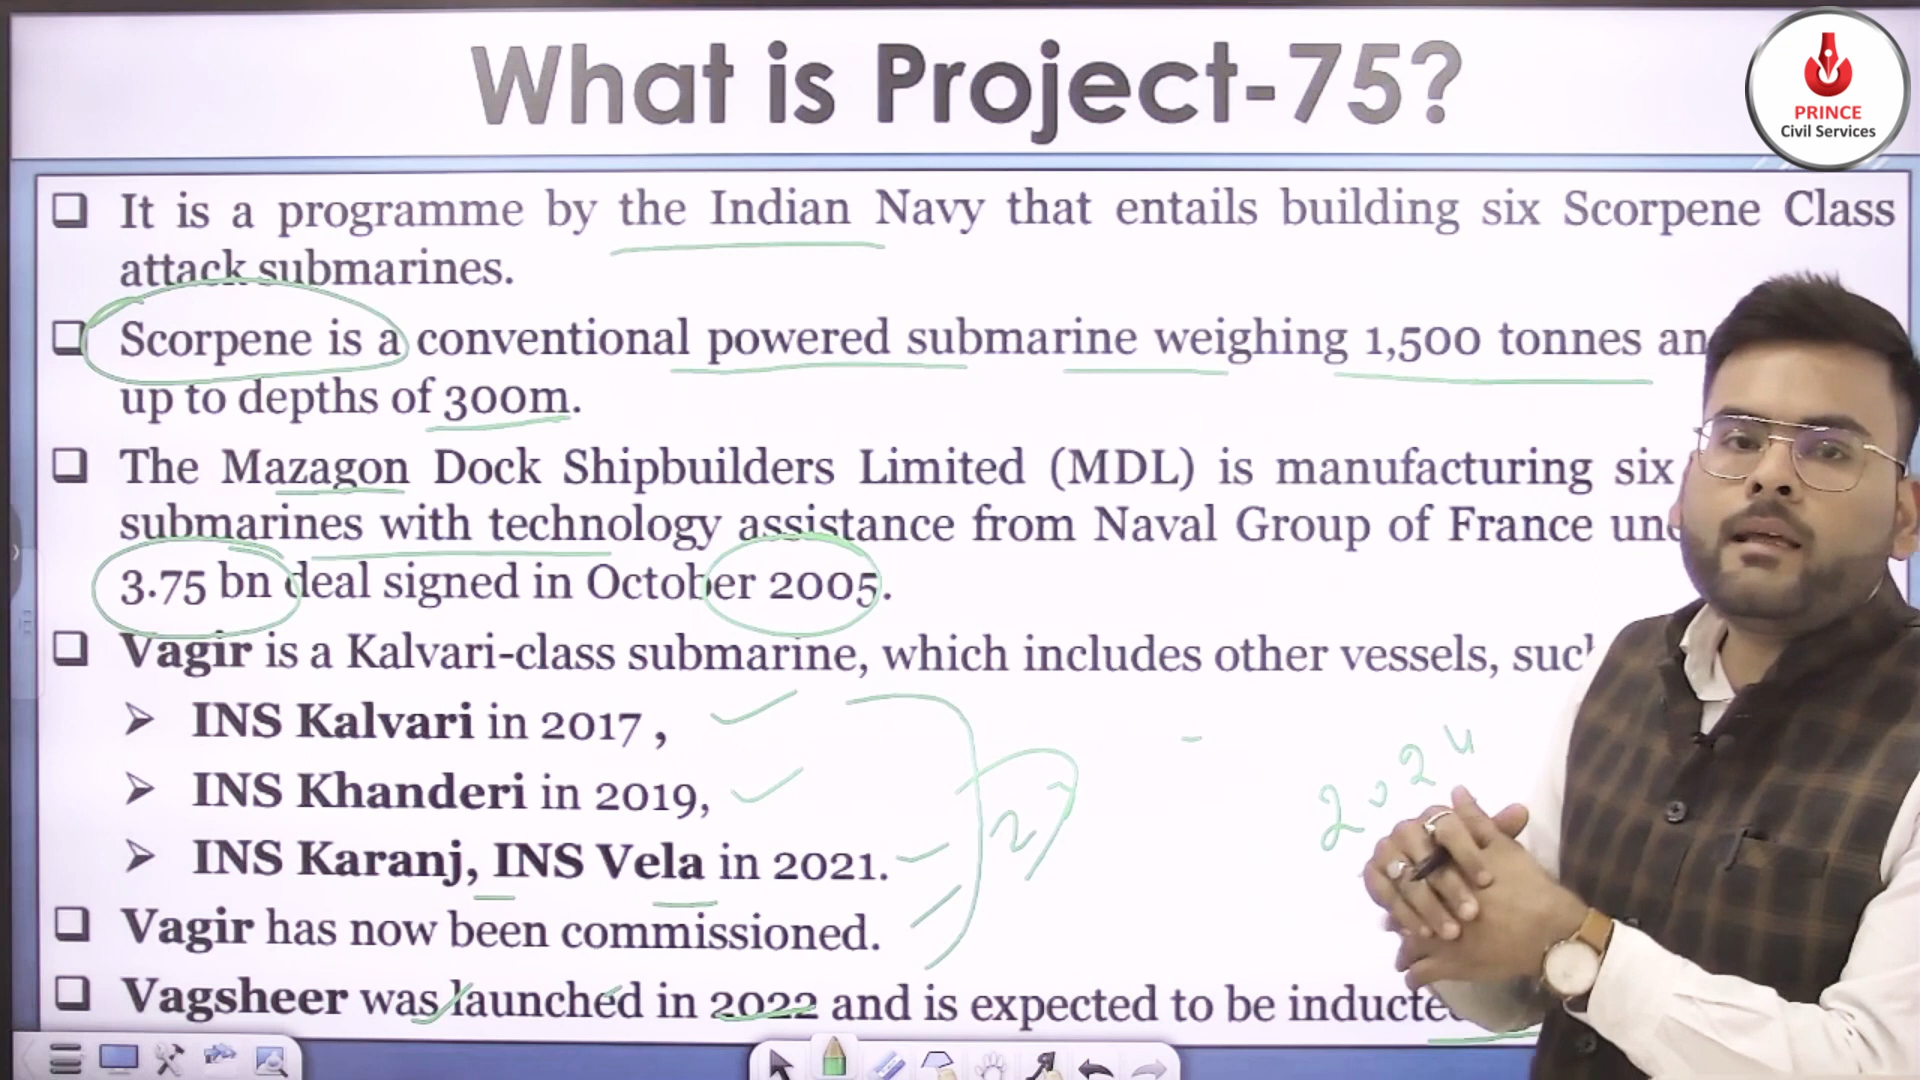 What is Project-75?
PRINCE
Civil Services
❑ It is a programme by the Indian Navy that entails building six Scorpene Class
attack submarines.
❑ Scorpene is a conventional powered submarine weighing 1,500 tonnes
up to depths of 300m.
❑ The Mazagon Dock Shipbuilders Limited (MDL) is manufacturing six
submarines with technology assistance from Naval Group of France
3.75 bn deal signed in October 2005.
❑ Vagir is a Kalvari-class submarine, which includes other vessels,
➢ INS Kalvari in 2017 ,
➢ INS Khanderi in 2019,
2024
➢ INS Karanj, INS Vela in 2021.
❑ Vagir has now been commissioned.
❑ Vagsheer was launched in 2022 and is expected to be